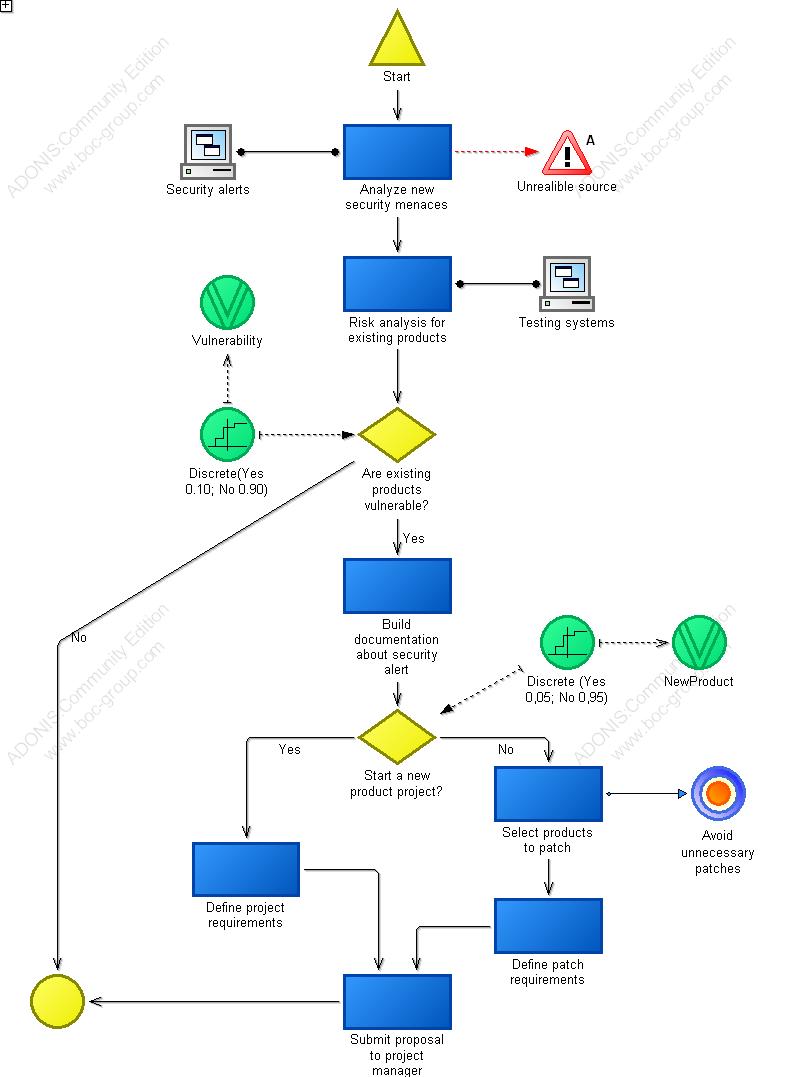 ADONIS:Community Edition
www.boc-group.com
ADONIS:Community Edition
www.boc-group.com
Start
A
Security alerts
Analyze new
security menaces
Unrealible source
Vulnerability
Risk analysis for
existing products
Testing systems
Discrete(Yes
0.10; No 0.90)
Are existing
products
vulnerable?
Yes
No
Build
documentation
about security
alert
ADONIS:Community Edition
www.boc-group.com
ADONIS:Community Edition
www.boc-group.com
Discrete (Yes
0,05; No 0,95)
NewProduct
Yes
Start a new
product project?
No
Select products
to patch
Avoid
unnecessary
patches
Define project
requirements
Define patch
requirements
Submit proposal
to project
manager